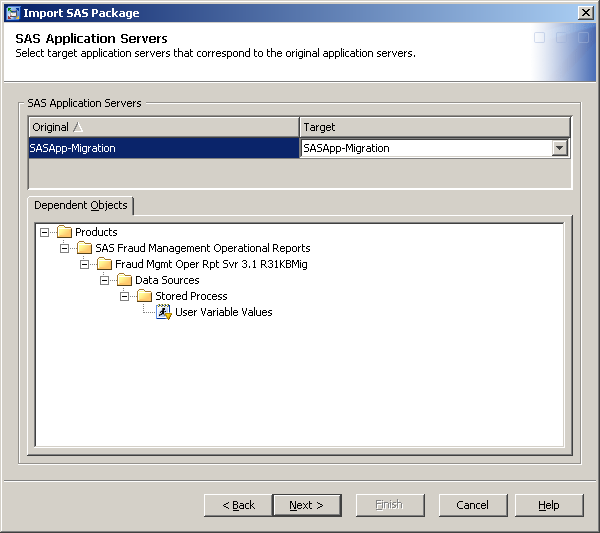 Import SAS Package
SAS Application Servers
Select target application servers that correspond to the original application servers.
SAS Application Servers
Original Target
SASApp-Migration SASApp-Migration
Dependent Objects
Products
SAS Fraud Management Operational Reports
Fraud Mgmt Oper Rpt Svr 3.1 R31KBMig
Data Sources
Stored Process
User Variable Values
< Back Next > Finish Cancel Help